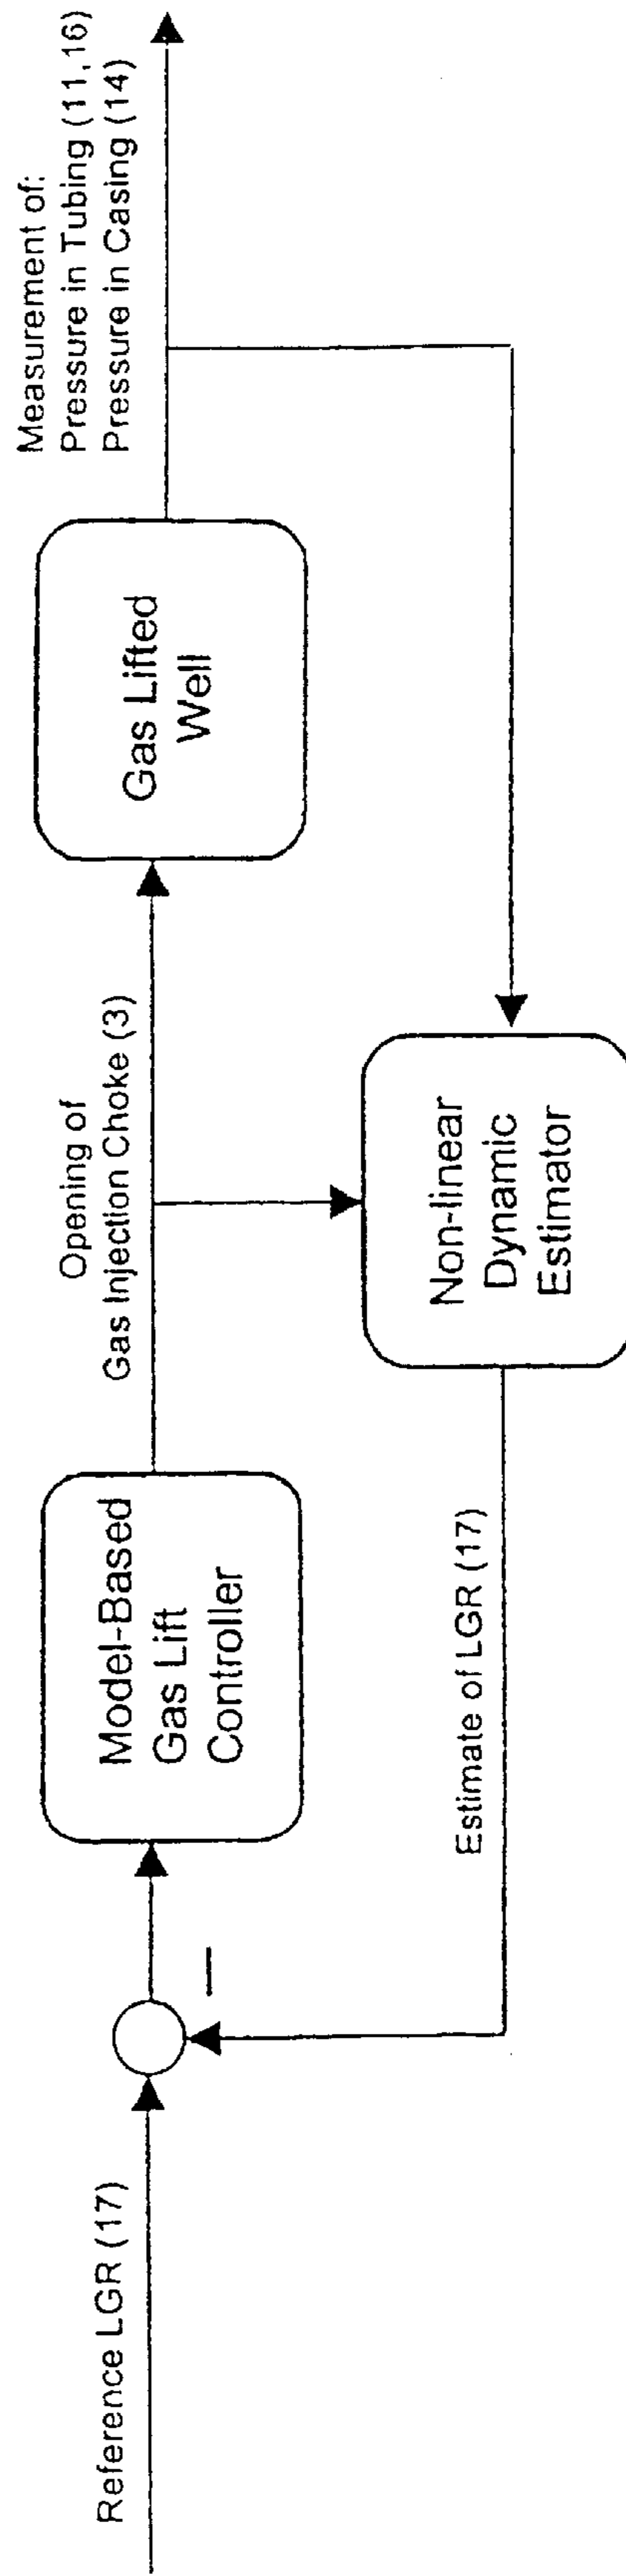 Reference LGR (17)
Model-Based
Gas Lift
Controller
Opening of
Gas Injection Choke (3)
Gas Lifted
Well
Measurement of:
Pressure in Tubing (11,16)
Pressure in Casing (14)
Non-linear
Dynamic
Estimator
Estimate of LGR (17)